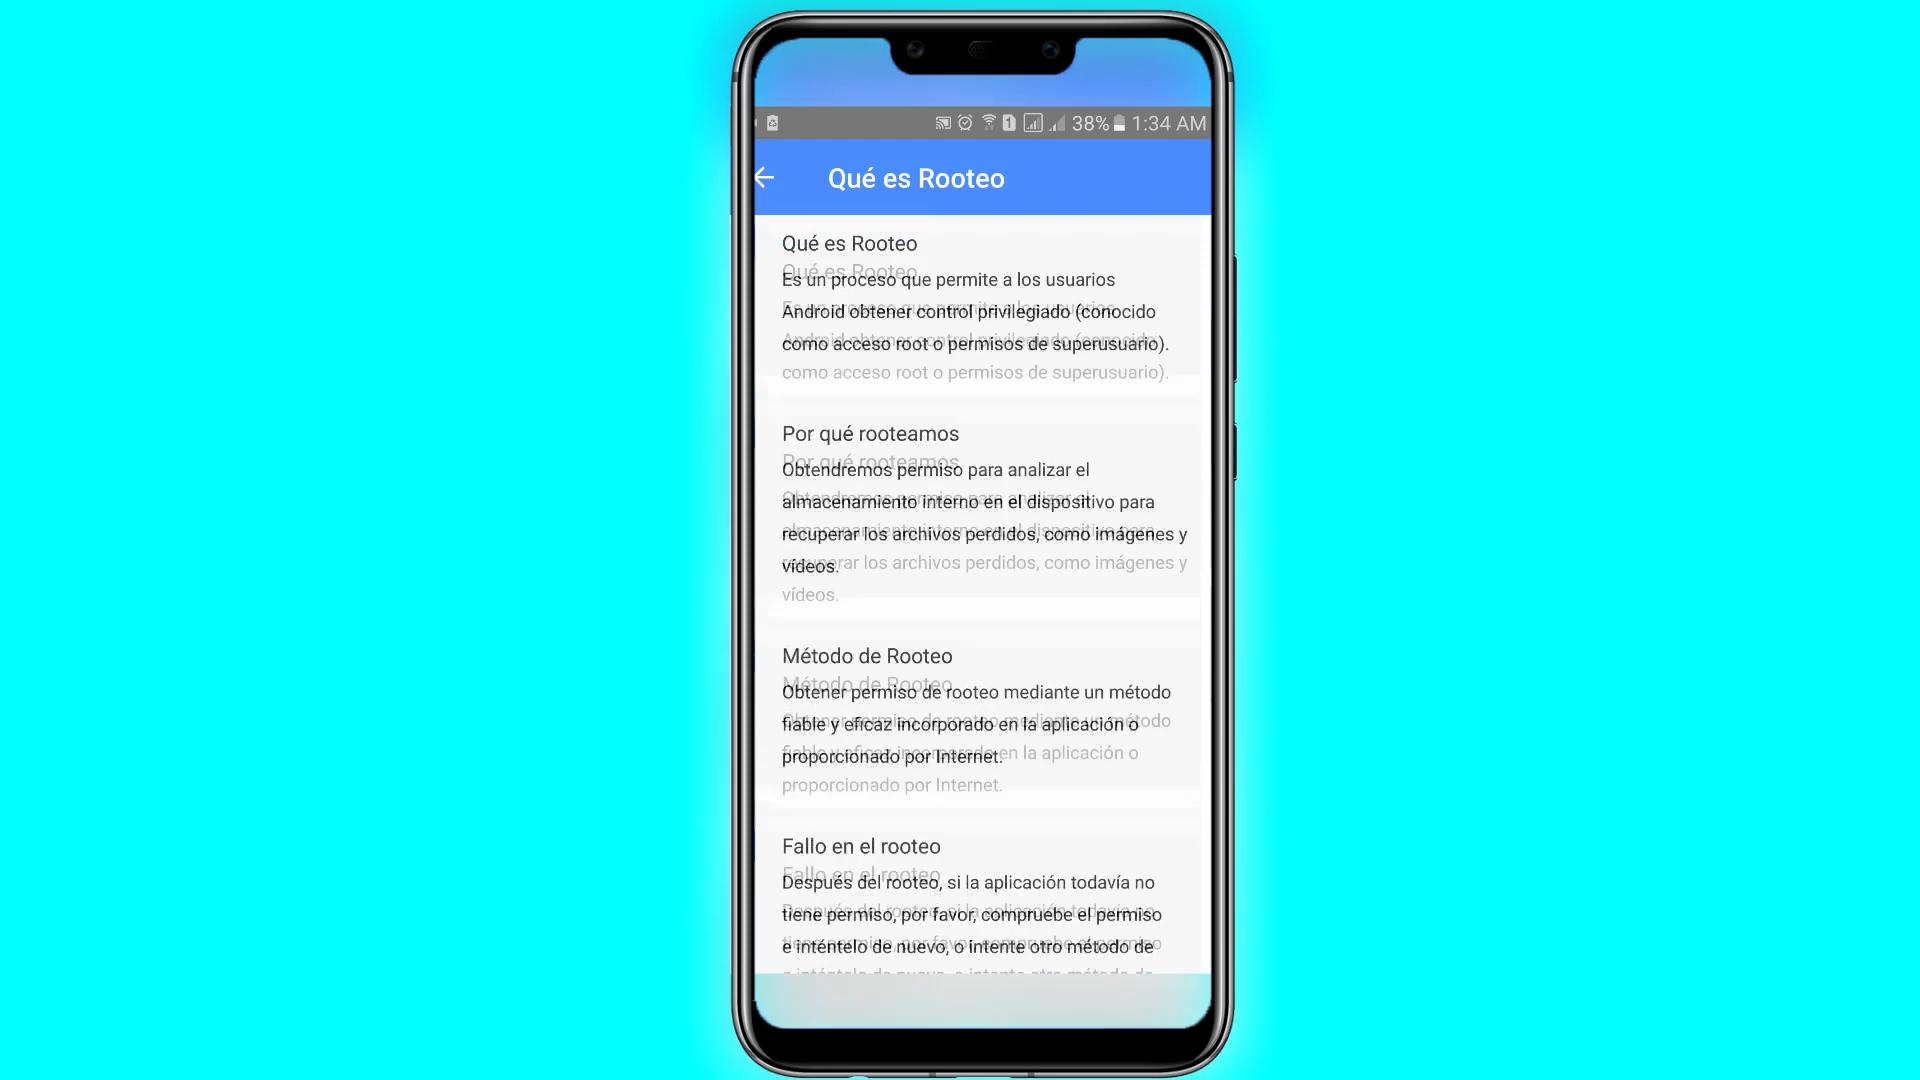 1 38% 1:34 AM
Qué es Rooteo
Qué es Rooteo
Es un proceso que permite a los usuarios
Android obtener control privilegiado (conocido
como acceso root o permisos de superusuario).
Por qué rooteamos
Obtendremos permiso para analizar el
almacenamiento interno en el dispositivo para
recuperar los archivos perdidos, como imágenes y
vídeos.
Método de Rooteo
Obtener permiso de rooteo mediante un método
fiable y eficaz incorporado en la aplicación o
proporcionado por Internet.
Fallo en el rooteo
Después del rooteo, si la aplicación todavía no
tiene permiso, por favor, compruebe el permiso
e inténtelo de nuevo, o intente otro método de